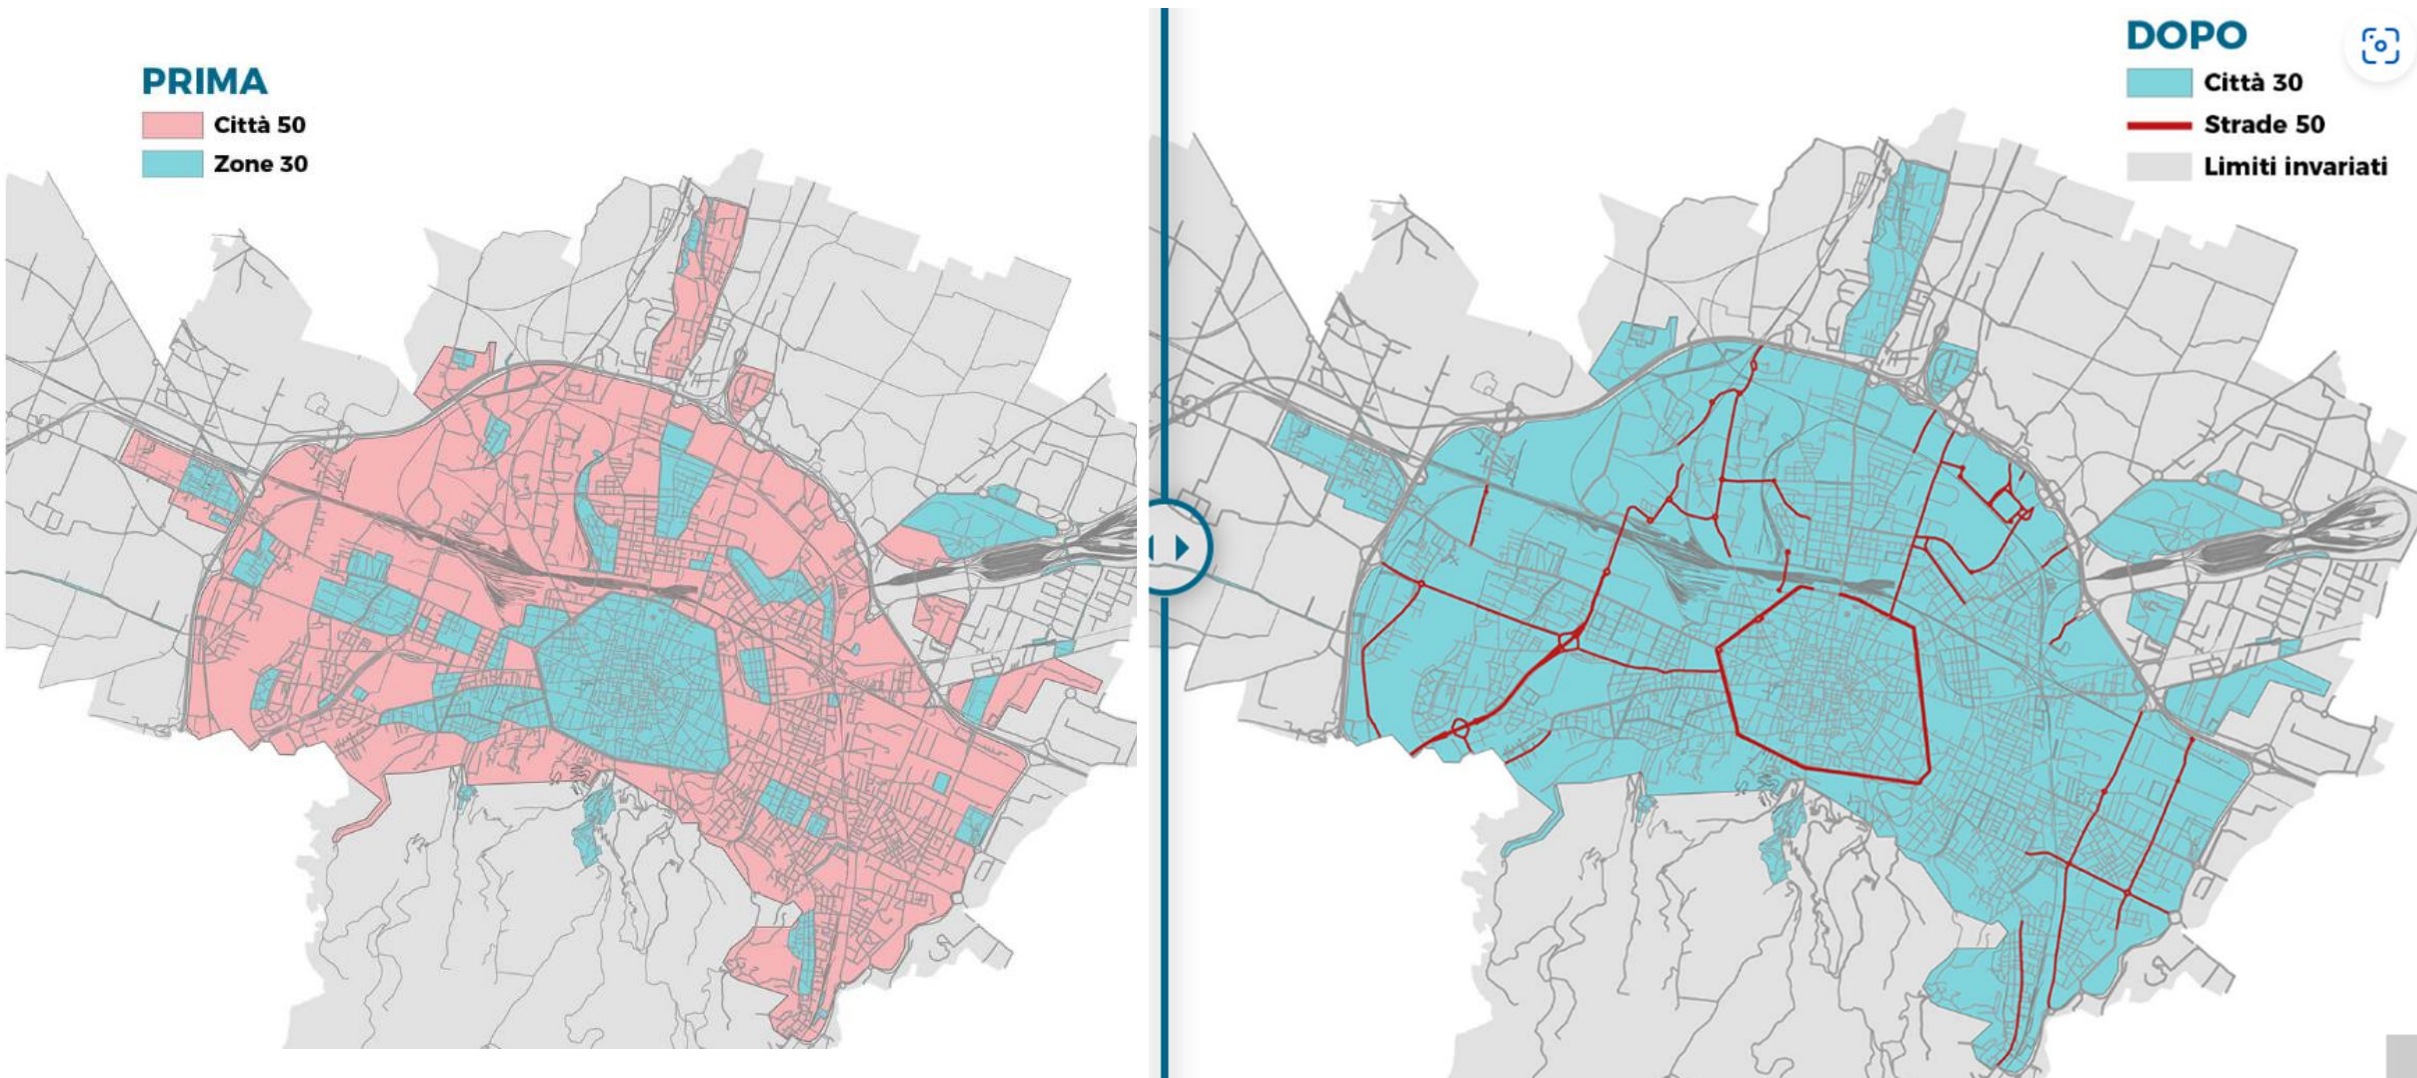 PRIMA
Città 50
Zone 30
DOPO
Città 30
Strade 50
Limiti invariati